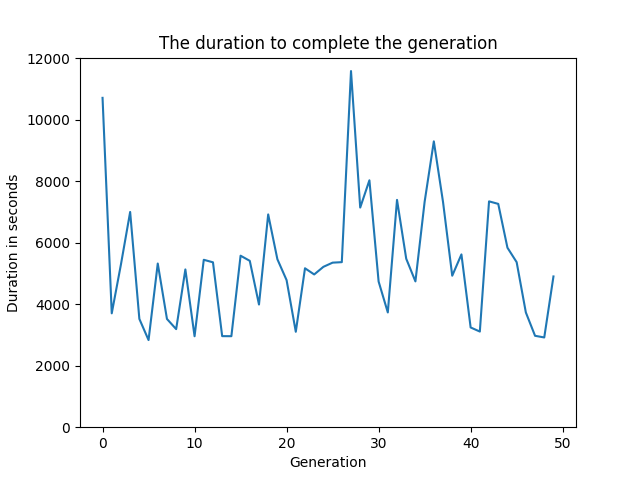 The duration to complete the generation
12000
10000
8000
6000
4000
2000
0
Duration in seconds
0 10 20 30 40 50
Generation